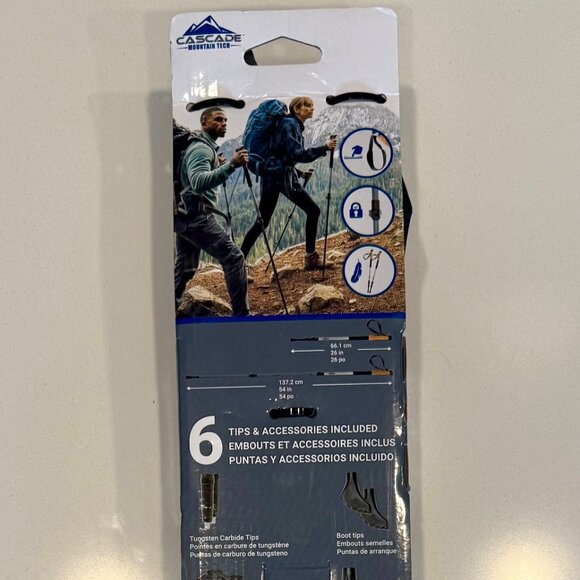 CASCADE
MOUNTAIN TECH
66.1 cm
26 in
26 po
137.2 cm
54 in
54 po
6
TIPS & ACCESSORIES INCLUDED
EMBOUTS ET ACCESSOIRES INCLUS
PUNTAS Y ACCESORIOS INCLUIDO
Tungsten Carbide Tips
Pointes en carbure de tungstène
Puntas de carburo de tungsteno
Boot tips
Embouts semelles
Puntas de arranque